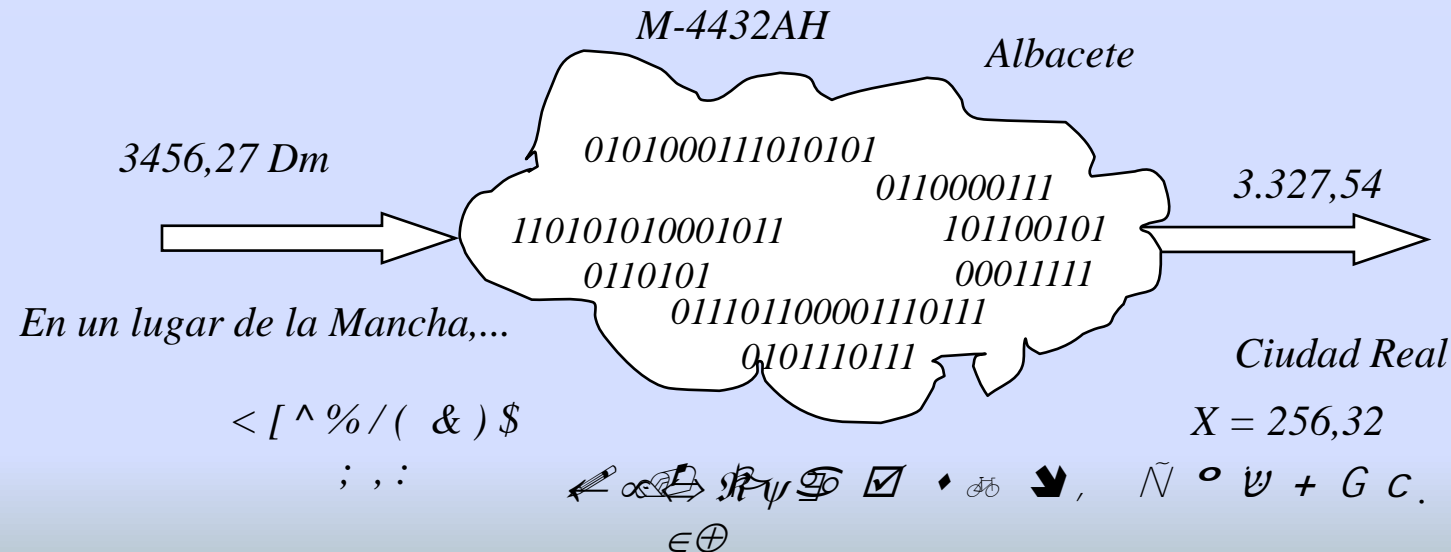 M-4432AH
Albacete
0101000111010101
3456,27 Dm
0110000111
3.327,54
110101010001011
101100101
0110101
00011111
011101100001110111
En un lugar de la Mancha,...
0101110111
Ciudad Real
< [ ^ % / ( & ) $
X = 256,32
; , :
☑ ♦ 🚲 , Ñ º שׂ + G c .
∈⊕